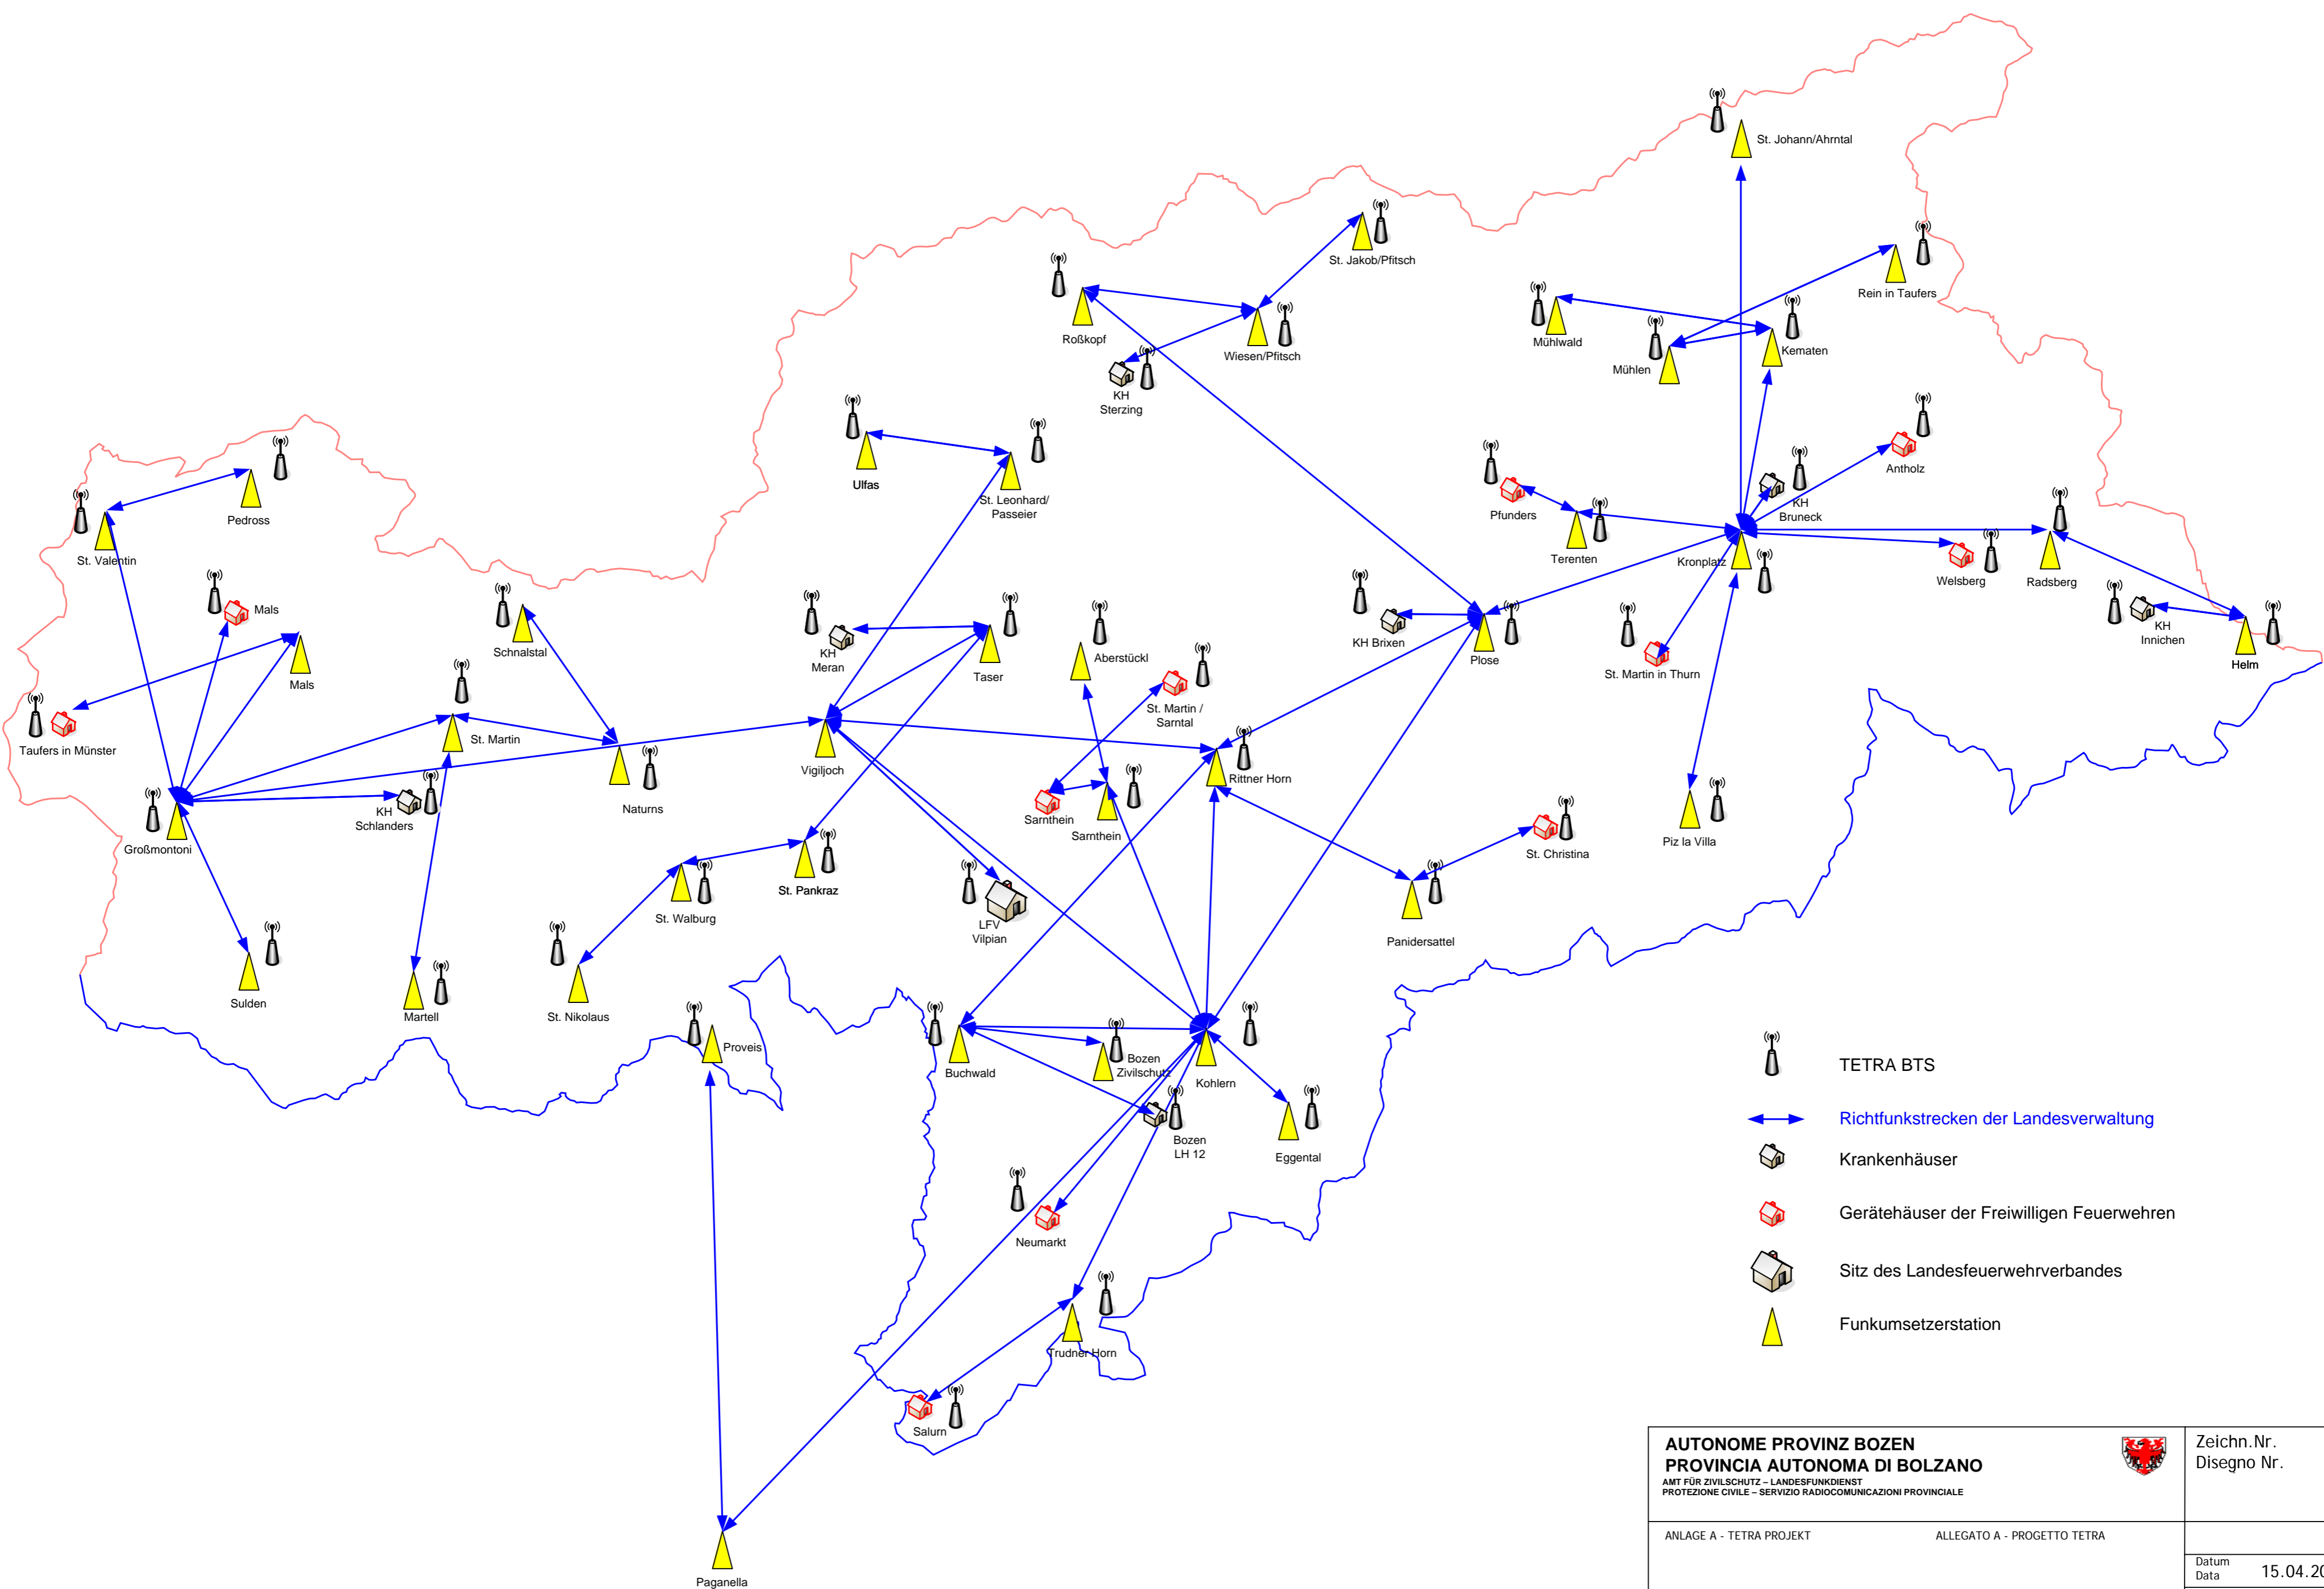 St. Johann/Ahrntal
St. Jakob/Pfitsch
Rein in Taufers
Roßkopf
Wiesen/Pfitsch
Mühlwald
Kematen
Mühlen
KH
Sterzing
Ulfas
St. Leonhard/
Passeier
Antholz
Pfunders
KH
Bruneck
Pedross
St. Valentin
Terenten
Kronplatz
Welsberg
Radsberg
Mals
Schnalstal
KH
Meran
Taser
Aberstückl
KH Brixen
Plose
St. Martin in Thurn
KH
Innichen
Helm
Mals
St. Martin /
Sarntal
Taufers in Münster
St. Martin
Vigiljoch
Rittner Horn
Naturns
KH
Schlanders
Sarnthein
Sarnthein
Großmontoni
St. Christina
Piz la Villa
St. Pankraz
St. Walburg
LFV
Vilpian
Panidersattel
Sulden
Martell
St. Nikolaus
Proveis
Buchwald
Bozen
Zivilschutz
Kohlern
Bozen
LH 12
Eggental
Neumarkt
Trudner Horn
Salurn
Paganella
TETRA BTS
Richtfunkstrecken der Landesverwaltung
Krankenhäuser
Gerätehäuser der Freiwilligen Feuerwehren
Sitz des Landesfeuerwehrverbandes
Funkumsetzerstation
AUTONOME PROVINZ BOZEN
PROVINCIA AUTONOMA DI BOLZANO
AMT FÜR ZIVILSCHUTZ – LANDESFUNKDIENST
PROTEZIONE CIVILE – SERVIZIO RADIOCOMUNICAZIONI PROVINCIALE
Zeichn.Nr.
Disegno Nr.
ANLAGE A - TETRA PROJEKT ALLEGATO A - PROGETTO TETRA
Datum
Data